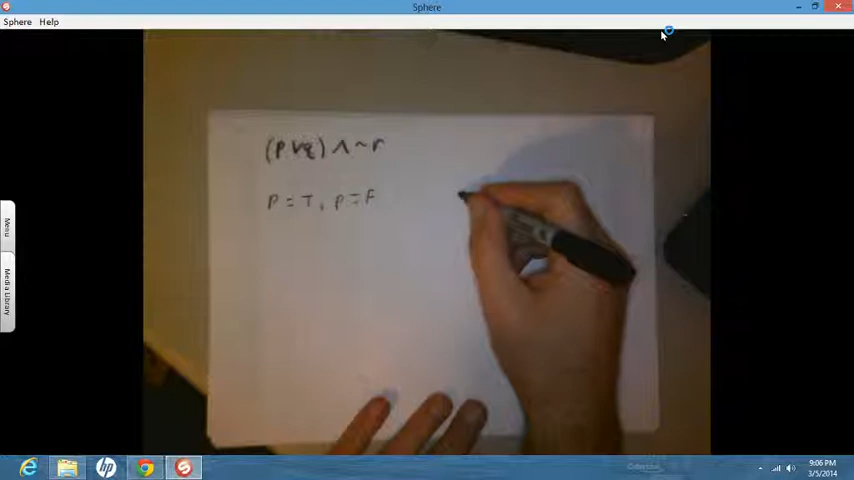 Sphere
Sphere Help
(p ∨ q) ∧ ~ r
p = T, p = F
Menu
Media Library
9:06 PM
3/5/2014